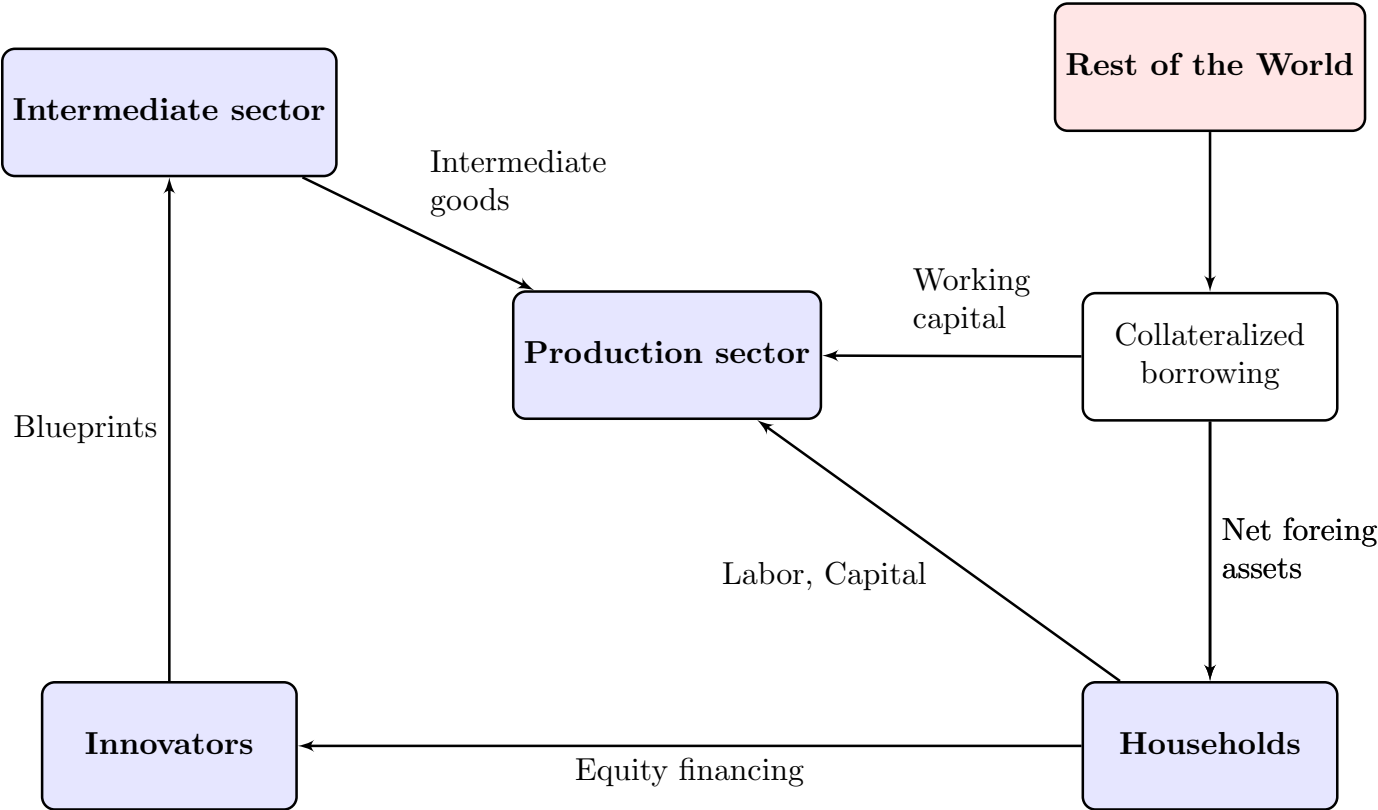 Rest of the World
Intermediate sector
Intermediate
goods
Working
capital
Collateralized
borrowing
Production sector
Blueprints
Net foreing
assets
Labor, Capital
Innovators
Households
Equity financing